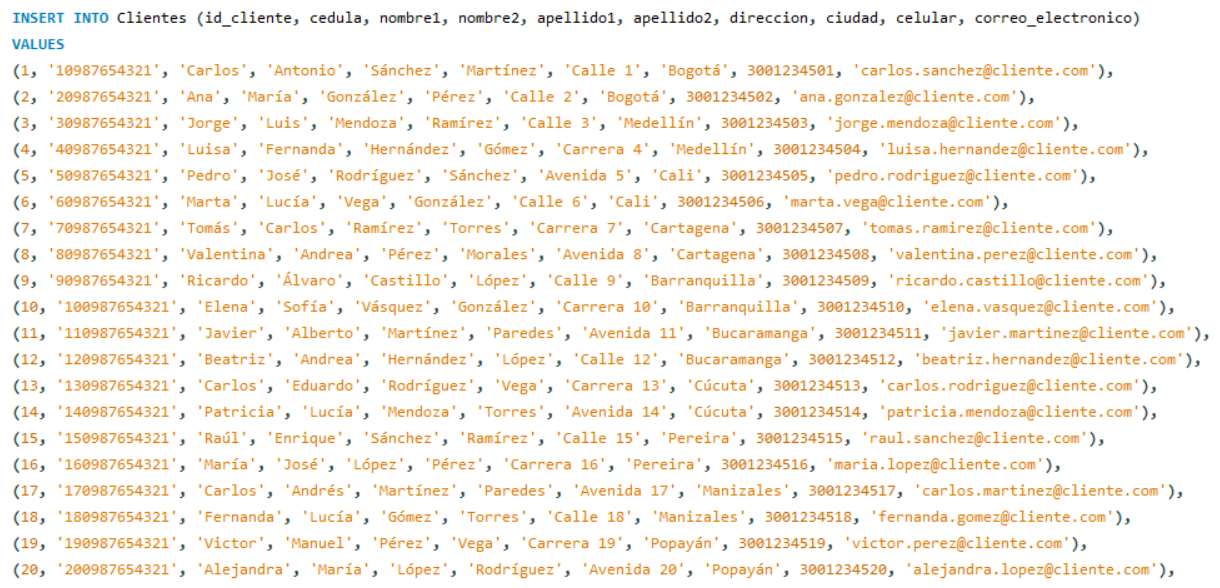 INSERT INTO Clientes (id_cliente, cedula, nombre1, nombre2, apellido1, apellido2, direccion, ciudad, celular, correo_electronico)
VALUES
(1, '10987654321', 'Carlos', 'Antonio', 'Sánchez', 'Martínez', 'Calle 1', 'Bogotá', 3001234501, 'carlos.sanchez@cliente.com'),
(2, '20987654321', 'Ana', 'María', 'González', 'Pérez', 'Calle 2', 'Bogotá', 3001234502, 'ana.gonzalez@cliente.com'),
(3, '30987654321', 'Jorge', 'Luis', 'Mendoza', 'Ramírez', 'Calle 3', 'Medellín', 3001234503, 'jorge.mendoza@cliente.com'),
(4, '40987654321', 'Luisa', 'Fernanda', 'Hernández', 'Gómez', 'Carrera 4', 'Medellín', 3001234504, 'luisa.hernandez@cliente.com'),
(5, '50987654321', 'Pedro', 'José', 'Rodríguez', 'Sánchez', 'Avenida 5', 'Cali', 3001234505, 'pedro.rodriguez@cliente.com'),
(6, '60987654321', 'Marta', 'Lucía', 'Vega', 'González', 'Calle 6', 'Cali', 3001234506, 'marta.vega@cliente.com'),
(7, '70987654321', 'Tomás', 'Carlos', 'Ramírez', 'Torres', 'Carrera 7', 'Cartagena', 3001234507, 'tomas.ramirez@cliente.com'),
(8, '80987654321', 'Valentina', 'Andrea', 'Pérez', 'Morales', 'Avenida 8', 'Cartagena', 3001234508, 'valentina.perez@cliente.com'),
(9, '90987654321', 'Ricardo', 'Álvaro', 'Castillo', 'López', 'Calle 9', 'Barranquilla', 3001234509, 'ricardo.castillo@cliente.com'),
(10, '100987654321', 'Elena', 'Sofía', 'Vásquez', 'González', 'Carrera 10', 'Barranquilla', 3001234510, 'elena.vasquez@cliente.com'),
(11, '110987654321', 'Javier', 'Alberto', 'Martínez', 'Paredes', 'Avenida 11', 'Bucaramanga', 3001234511, 'javier.martinez@cliente.com'),
(12, '120987654321', 'Beatriz', 'Andrea', 'Hernández', 'López', 'Calle 12', 'Bucaramanga', 3001234512, 'beatriz.hernandez@cliente.com'),
(13, '130987654321', 'Carlos', 'Eduardo', 'Rodríguez', 'Vega', 'Carrera 13', 'Cúcuta', 3001234513, 'carlos.rodriguez@cliente.com'),
(14, '140987654321', 'Patricia', 'Lucía', 'Mendoza', 'Torres', 'Avenida 14', 'Cúcuta', 3001234514, 'patricia.mendoza@cliente.com'),
(15, '150987654321', 'Raúl', 'Enrique', 'Sánchez', 'Ramírez', 'Calle 15', 'Pereira', 3001234515, 'raul.sanchez@cliente.com'),
(16, '160987654321', 'María', 'José', 'López', 'Pérez', 'Carrera 16', 'Pereira', 3001234516, 'maria.lopez@cliente.com'),
(17, '170987654321', 'Carlos', 'Andrés', 'Martínez', 'Paredes', 'Avenida 17', 'Manizales', 3001234517, 'carlos.martinez@cliente.com'),
(18, '180987654321', 'Fernanda', 'Lucía', 'Gómez', 'Torres', 'Calle 18', 'Manizales', 3001234518, 'fernanda.gomez@cliente.com'),
(19, '190987654321', 'Victor', 'Manuel', 'Pérez', 'Vega', 'Carrera 19', 'Popayán', 3001234519, 'victor.perez@cliente.com'),
(20, '200987654321', 'Alejandra', 'María', 'López', 'Rodríguez', 'Avenida 20', 'Popayán', 3001234520, 'alejandra.lopez@cliente.com'),